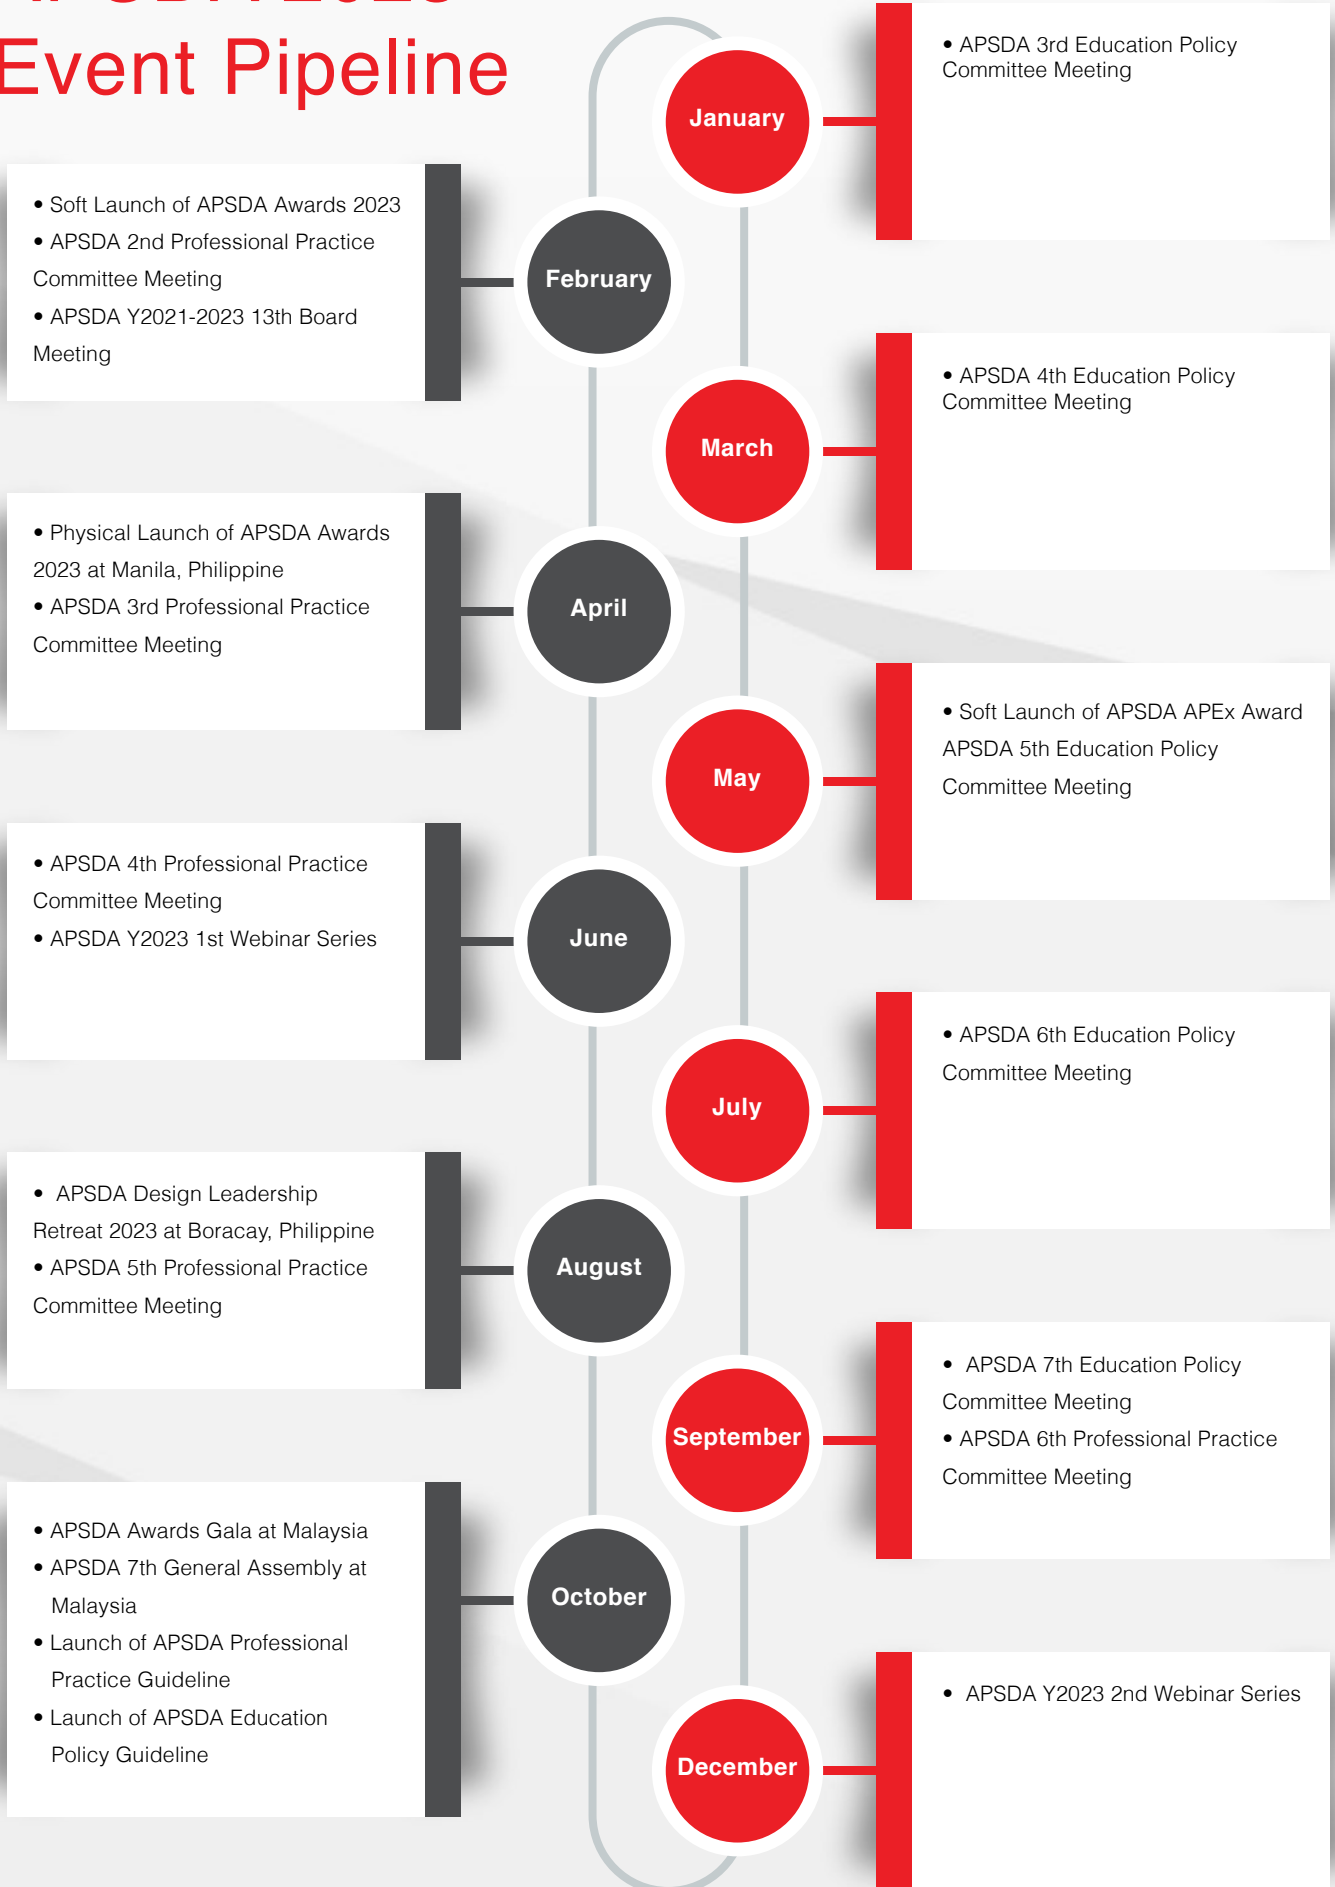 APSDA 2023
Event Pipeline
January
• APSDA 3rd Education Policy
Committee Meeting
• Soft Launch of APSDA Awards 2023
• APSDA 2nd Professional Practice
Committee Meeting
• APSDA Y2021-2023 13th Board
Meeting
February
March
• APSDA 4th Education Policy
Committee Meeting
• Physical Launch of APSDA Awards
2023 at Manila, Philippine
• APSDA 3rd Professional Practice
Committee Meeting
April
May
• Soft Launch of APSDA APEx Award
APSDA 5th Education Policy
Committee Meeting
• APSDA 4th Professional Practice
Committee Meeting
• APSDA Y2023 1st Webinar Series
June
July
• APSDA 6th Education Policy
Committee Meeting
• APSDA Design Leadership
Retreat 2023 at Boracay, Philippine
• APSDA 5th Professional Practice
Committee Meeting
August
September
• APSDA 7th Education Policy
Committee Meeting
• APSDA 6th Professional Practice
Committee Meeting
• APSDA Awards Gala at Malaysia
• APSDA 7th General Assembly at
Malaysia
• Launch of APSDA Professional
Practice Guideline
• Launch of APSDA Education
Policy Guideline
October
December
• APSDA Y2023 2nd Webinar Series